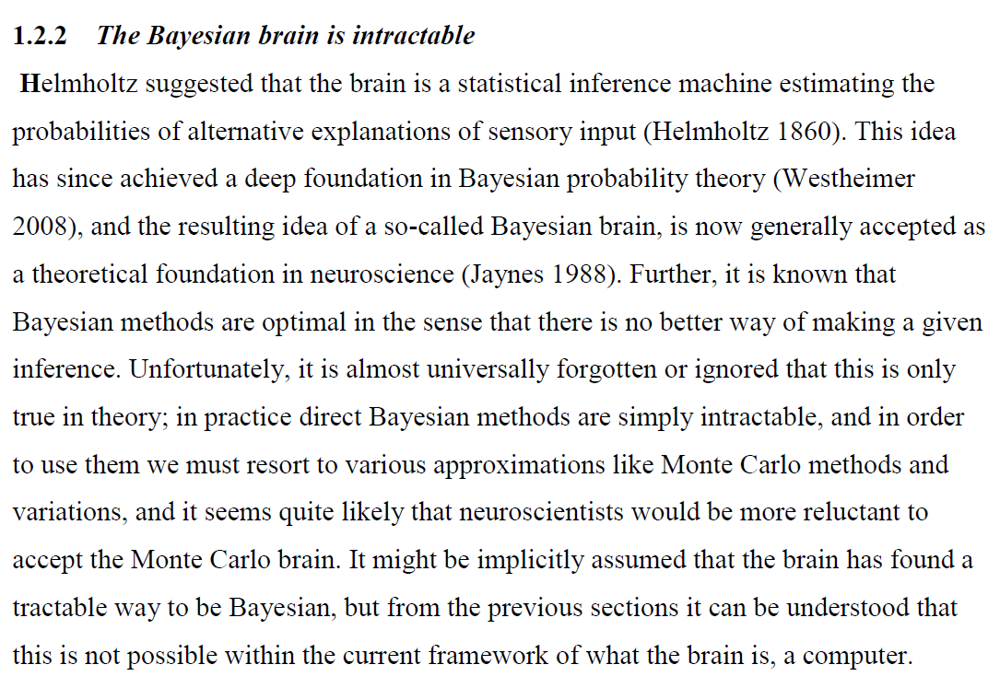 1.2.2 The Bayesian brain is intractable
Helmholtz suggested that the brain is a statistical inference machine estimating the
probabilities of alternative explanations of sensory input (Helmholtz 1860). This idea
has since achieved a deep foundation in Bayesian probability theory (Westheimer
2008), and the resulting idea of a so-called Bayesian brain, is now generally accepted as
a theoretical foundation in neuroscience (Jaynes 1988). Further, it is known that
Bayesian methods are optimal in the sense that there is no better way of making a given
inference. Unfortunately, it is almost universally forgotten or ignored that this is only
true in theory; in practice direct Bayesian methods are simply intractable, and in order
to use them we must resort to various approximations like Monte Carlo methods and
variations, and it seems quite likely that neuroscientists would be more reluctant to
accept the Monte Carlo brain. It might be implicitly assumed that the brain has found a
tractable way to be Bayesian, but from the previous sections it can be understood that
this is not possible within the current framework of what the brain is, a computer.